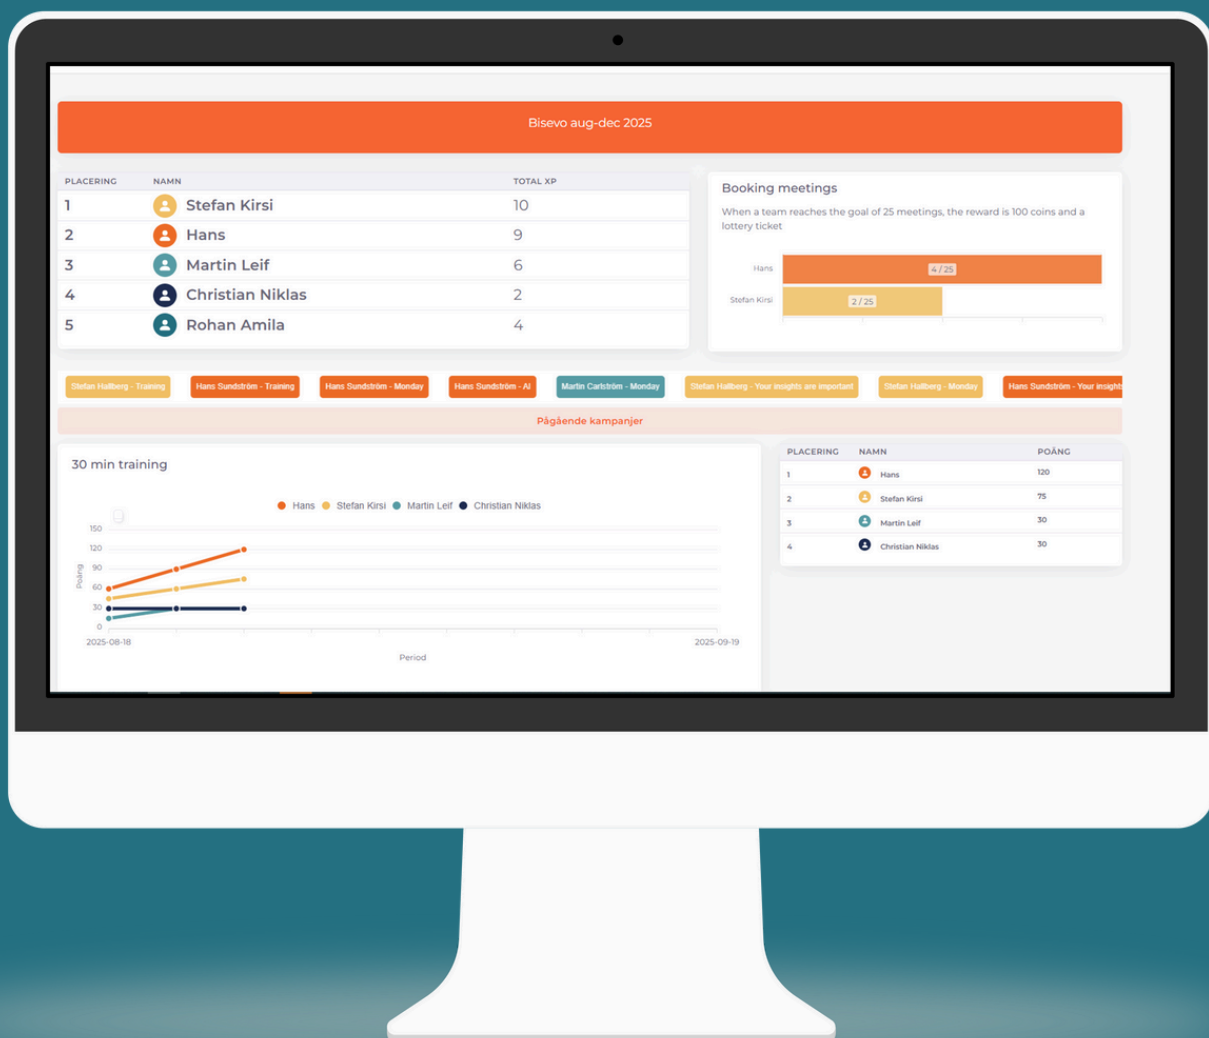 Bisevo aug-dec 2025
PLACERING NAMN TOTAL XP
1 Stefan Kirsi 10
2 Hans 9
3 Martin Leif 6
4 Christian Niklas 2
5 Rohan Amila 4
Booking meetings
When a team reaches the goal of 25 meetings, the reward is 100 coins and a
lottery ticket
Hans 4 / 25
Stefan Kirsi 2 / 25
Stefan Hallberg - Training Hans Sundström - Training Hans Sundström - Monday Hans Sundström - AI Martin Carlström - Monday Stefan Hallberg - Your insights are important Stefan Hallberg - Monday Hans Sundström - Your insights
Pågående kampanjer
30 min training
Hans Stefan Kirsi Martin Leif Christian Niklas
150
120
90
60
30
0
Poäng
2025-08-18 2025-09-19
Period
PLACERING NAMN POÄNG
1 Hans 120
2 Stefan Kirsi 75
3 Martin Leif 30
4 Christian Niklas 30